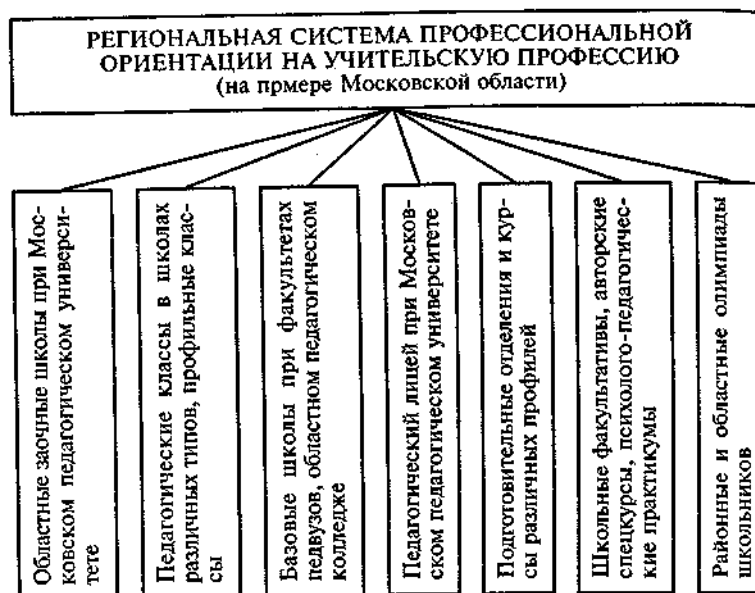 РЕГИОНАЛЬНАЯ СИСТЕМА ПРОФЕССИОНАЛЬНОЙ
ОРИЕНТАЦИИ НА УЧИТЕЛЬСКУЮ ПРОФЕССИЮ
(на прмере Московской области)
Областные заочные школы при Мос-
ковском педагогическом универси-
тете
Педагогические классы в школах
различных типов, профильные клас-
сы
Базовые школы при факультетах
педвузов, областном педагогическом
колледже
Педагогический лицей при Москов-
ском педагогическом университете
Подготовительные отделения и кур-
сы различных профилей
Школьные факультативы, авторские
спецкурсы, психолого-педагогичес-
кие практикумы
Районные и областные олимпиады
школьников